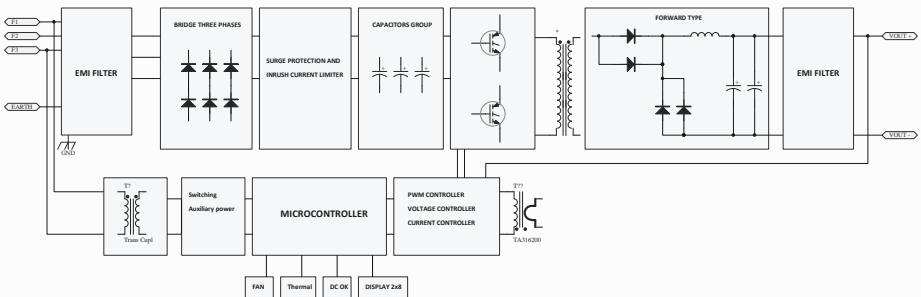 BRIDGE THREE PHASES
CAPACITORS GROUP
FORWARD TYPE
F1
F2
F3
EARTH
EMI FILTER
GND
SURGE PROTECTION AND
INRUSH CURRENT LIMITER
+ + +
*
+ +
EMI FILTER
VOUT +
VOUT -
T?
Trans Cupl
Switching
Auxiliary power
MICROCONTROLLER
PWM CONTROLLER
VOLTAGE CONTROLLER
CURRENT CONTROLLER
T??
TA316200
FAN
Thermal
DC OK
DISPLAY 2x8